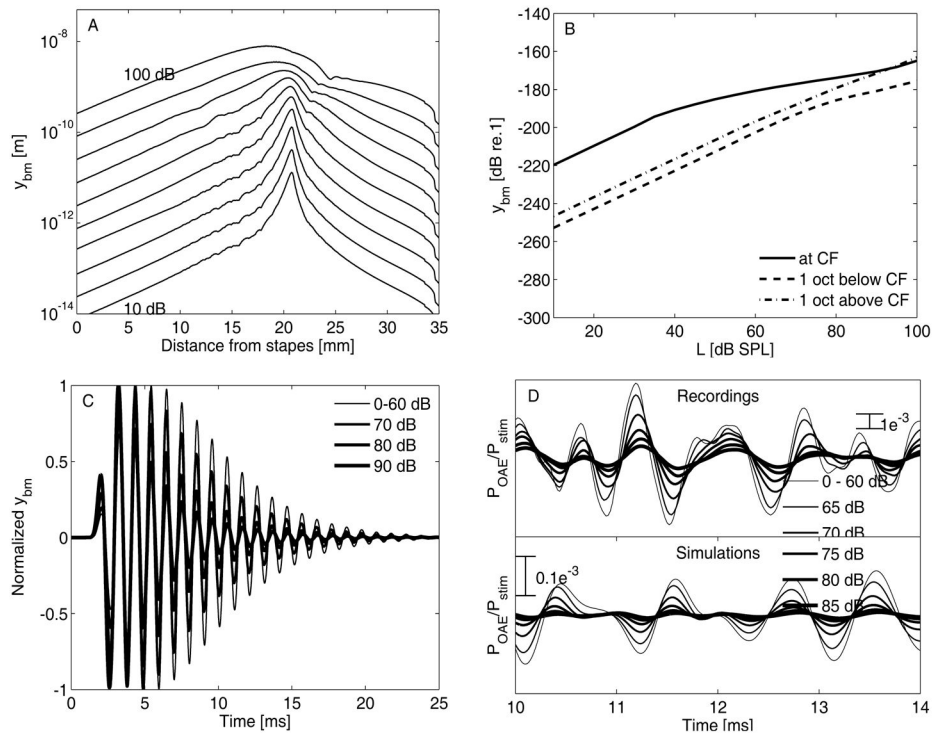 A
10^-8
10^-10
10^-12
10^-14
y_bm [m]
100 dB
10 dB
0 5 10 15 20 25 30 35
Distance from stapes [mm]
B
-140
-160
-180
-200
-220
-240
-260
-280
-300
y_bm [dB re.1]
at CF
1 oct below CF
1 oct above CF
20 40 60 80 100
L [dB SPL]
C
1
0.5
0
-0.5
-1
Normalized y_bm
0-60 dB
70 dB
80 dB
90 dB
0 5 10 15 20 25
Time [ms]
D
Recordings
1e^-3
P_OAE/P_stim
0 - 60 dB
65 dB
70 dB
75 dB
80 dB
85 dB
Simulations
0.1e^-3
P_OAE/P_stim
10 11 12 13 14
Time [ms]